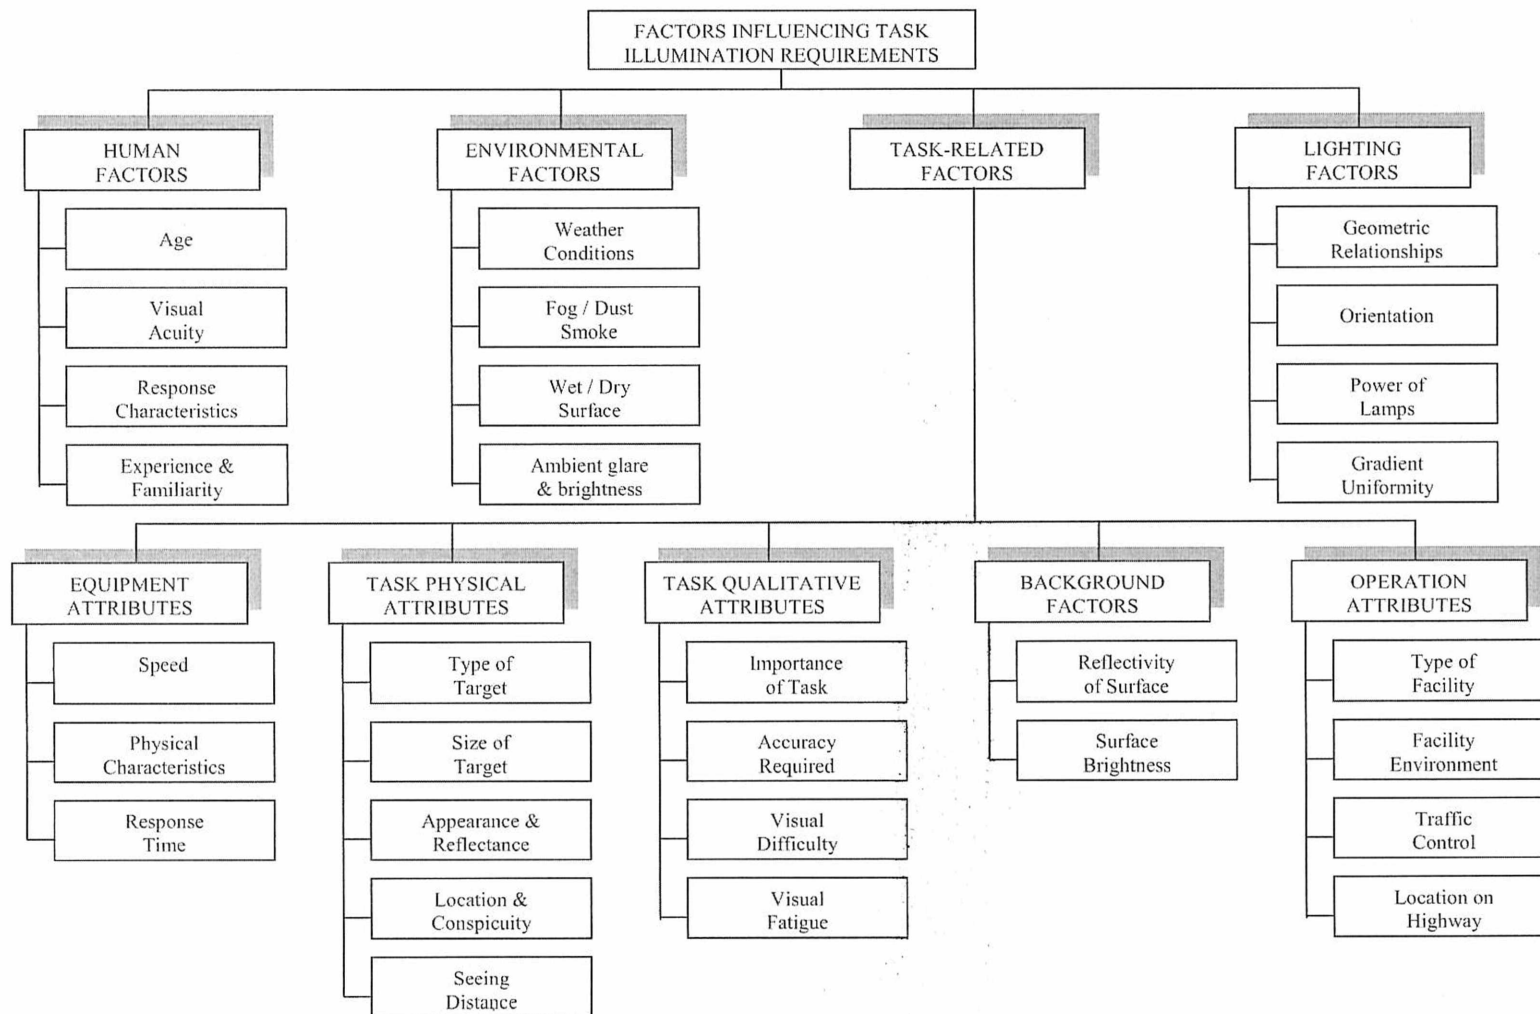 FACTORS INFLUENCING TASK
ILLUMINATION REQUIREMENTS
HUMAN
FACTORS
Age
Visual
Acuity
Response
Characteristics
Experience &
Familiarity
ENVIRONMENTAL
FACTORS
Weather
Conditions
Fog / Dust
Smoke
Wet / Dry
Surface
Ambient glare
& brightness
TASK-RELATED
FACTORS
LIGHTING
FACTORS
Geometric
Relationships
Orientation
Power of
Lamps
Gradient
Uniformity
EQUIPMENT
ATTRIBUTES
Speed
Physical
Characteristics
Response
Time
TASK PHYSICAL
ATTRIBUTES
Type of
Target
Size of
Target
Appearance &
Reflectance
Location &
Conspicuity
Seeing
Distance
TASK QUALITATIVE
ATTRIBUTES
Importance
of Task
Accuracy
Required
Visual
Difficulty
Visual
Fatigue
BACKGROUND
FACTORS
Reflectivity
of Surface
Surface
Brightness
OPERATION
ATTRIBUTES
Type of
Facility
Facility
Environment
Traffic
Control
Location on
Highway